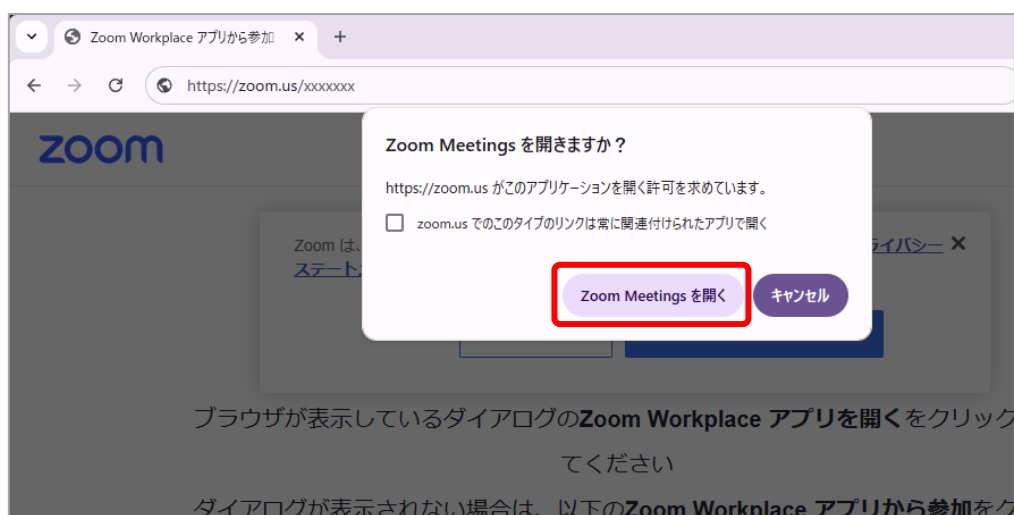 Zoom Workplace アプリから参加
https://zoom.us/xxxxxxx
zoom
Zoom Meetings を開きますか？
https://zoom.us がこのアプリケーションを開く許可を求めています。
zoom.us でのこのタイプのリンクは常に関連付けられたアプリで開く
Zoom Meetings を開く キャンセル
Zoom は、 ライバシー
ステート
ブラウザが表示しているダイアログのZoom Workplace アプリを開くをクリック
てください
ダイアログが表示されない場合は、以下のZoom Workplace アプリから参加をク